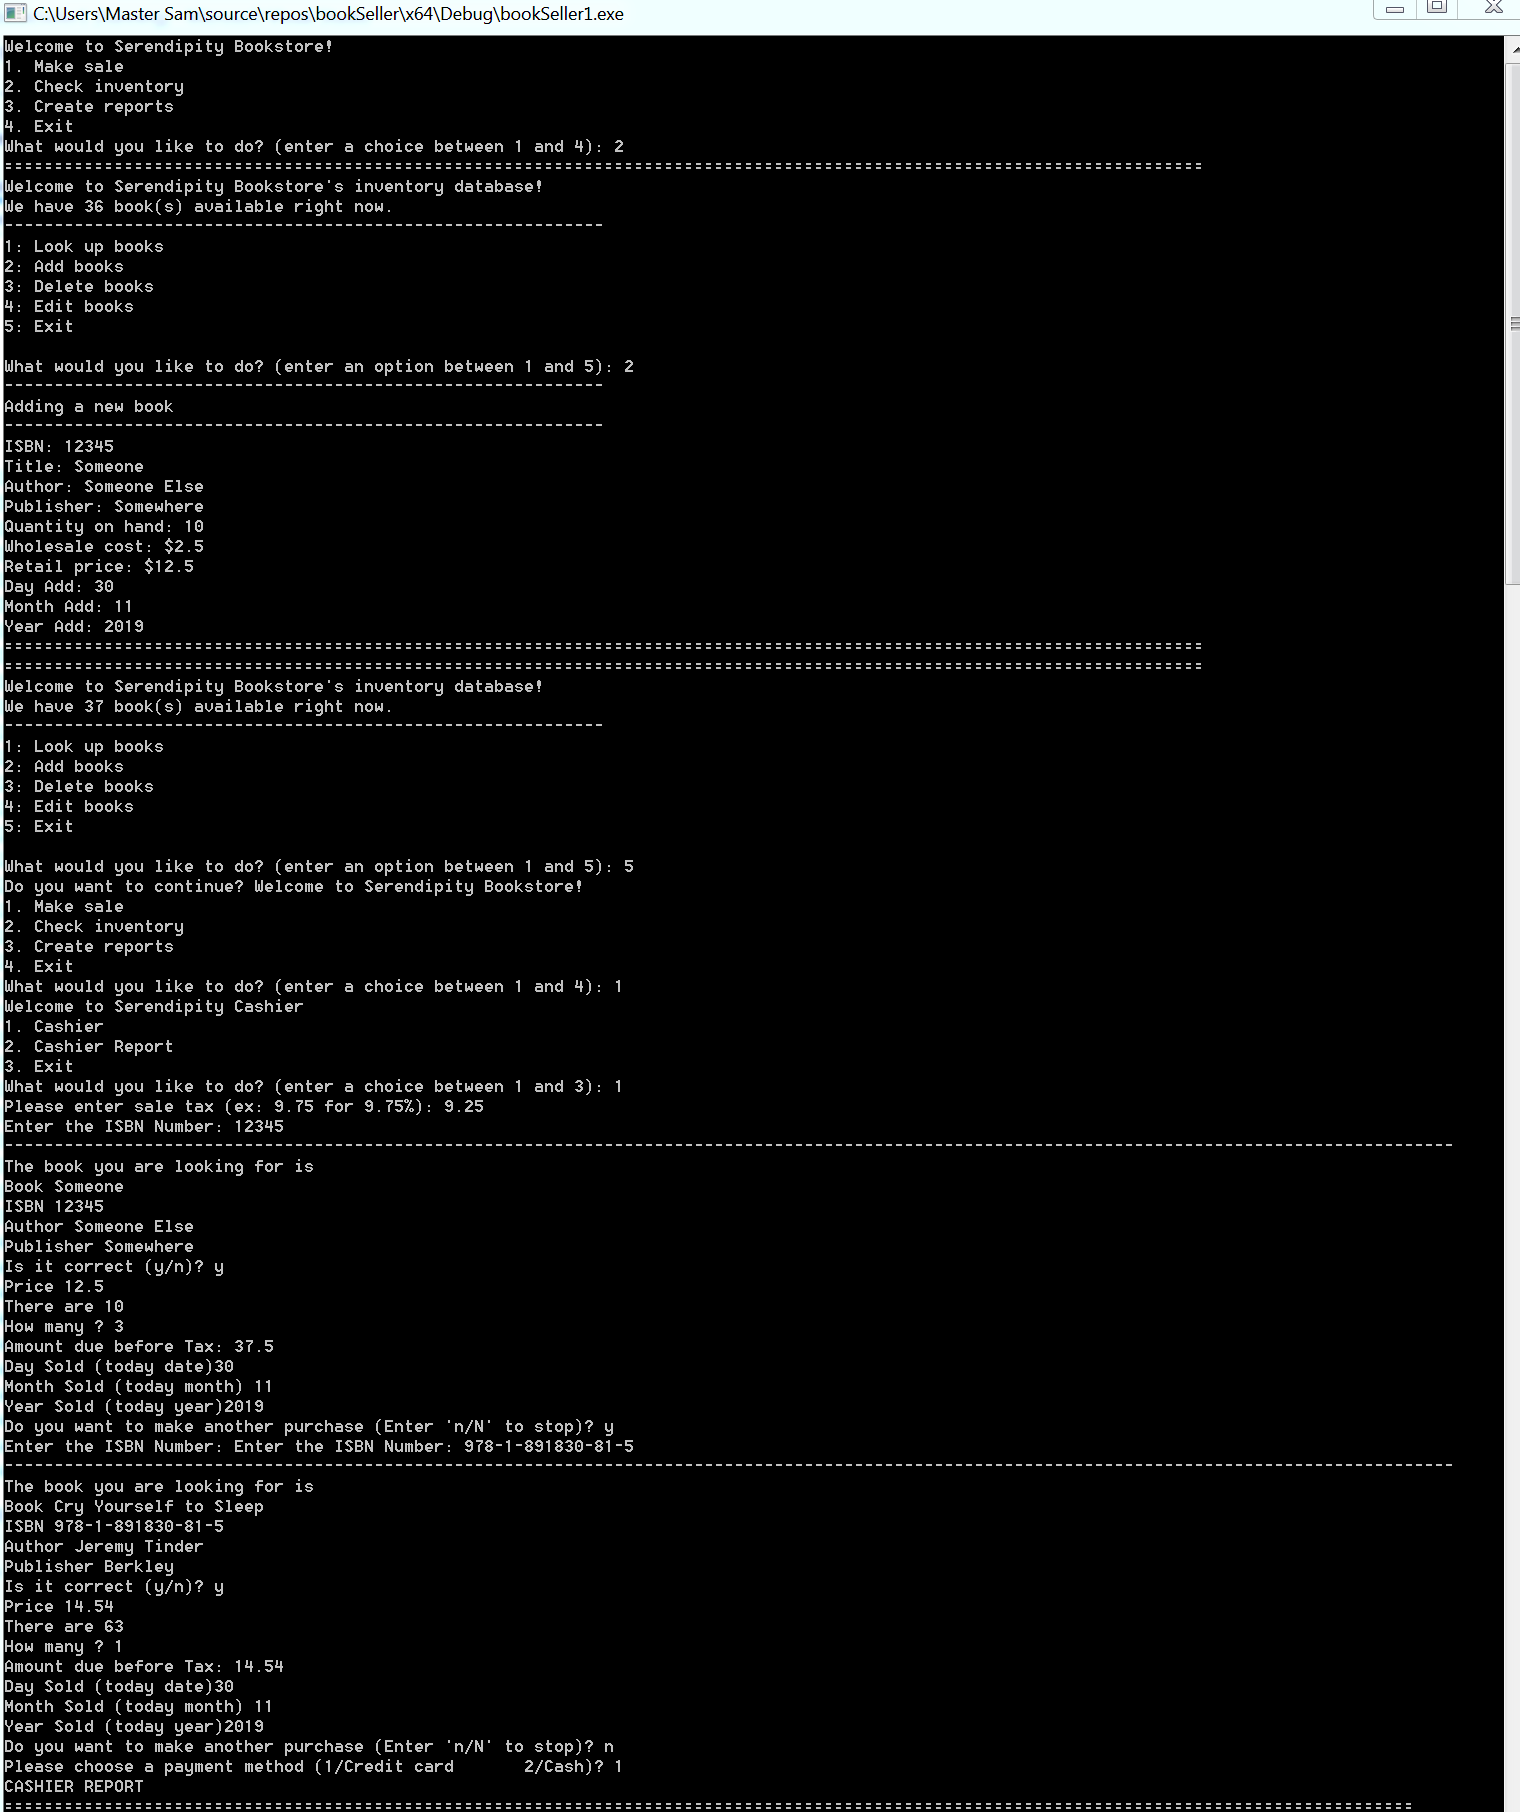 C:\Users\Master Sam\source\repos\bookSeller\x64\Debug\bookSeller1.exe
Welcome to Serendipity Bookstore!
1. Make sale
2. Check inventory
3. Create reports
4. Exit
What would you like to do? (enter a choice between 1 and 4): 2
========================================================================================================================
Welcome to Serendipity Bookstore's inventory database!
We have 36 book(s) available right now.
------------------------------------------------------------
1: Look up books
2: Add books
3: Delete books
4: Edit books
5: Exit
What would you like to do? (enter an option between 1 and 5): 2
------------------------------------------------------------
Adding a new book
------------------------------------------------------------
ISBN: 12345
Title: Someone
Author: Someone Else
Publisher: Somewhere
Quantity on hand: 10
Wholesale cost: $2.5
Retail price: $12.5
Day Add: 30
Month Add: 11
Year Add: 2019
========================================================================================================================
========================================================================================================================
Welcome to Serendipity Bookstore's inventory database!
We have 37 book(s) available right now.
------------------------------------------------------------
1: Look up books
2: Add books
3: Delete books
4: Edit books
5: Exit
What would you like to do? (enter an option between 1 and 5): 5
Do you want to continue? Welcome to Serendipity Bookstore!
1. Make sale
2. Check inventory
3. Create reports
4. Exit
What would you like to do? (enter a choice between 1 and 4): 1
Welcome to Serendipity Cashier
1. Cashier
2. Cashier Report
3. Exit
What would you like to do? (enter a choice between 1 and 3): 1
Please enter sale tax (ex: 9.75 for 9.75%): 9.25
Enter the ISBN Number: 12345
-------------------------------------------------------------------------------------------------------------------------------------------------
The book you are looking for is
Book Someone
ISBN 12345
Author Someone Else
Publisher Somewhere
Is it correct (y/n)? y
Price 12.5
There are 10
How many ? 3
Amount due before Tax: 37.5
Day Sold (today date)30
Month Sold (today month) 11
Year Sold (today year)2019
Do you want to make another purchase (Enter 'n/N' to stop)? y
Enter the ISBN Number: Enter the ISBN Number: 978-1-891830-81-5
-------------------------------------------------------------------------------------------------------------------------------------------------
The book you are looking for is
Book Cry Yourself to Sleep
ISBN 978-1-891830-81-5
Author Jeremy Tinder
Publisher Berkley
Is it correct (y/n)? y
Price 14.54
There are 63
How many ? 1
Amount due before Tax: 14.54
Day Sold (today date)30
Month Sold (today month) 11
Year Sold (today year)2019
Do you want to make another purchase (Enter 'n/N' to stop)? n
Please choose a payment method (1/Credit card       2/Cash)? 1
CASHIER REPORT
=============================================================================================================================================